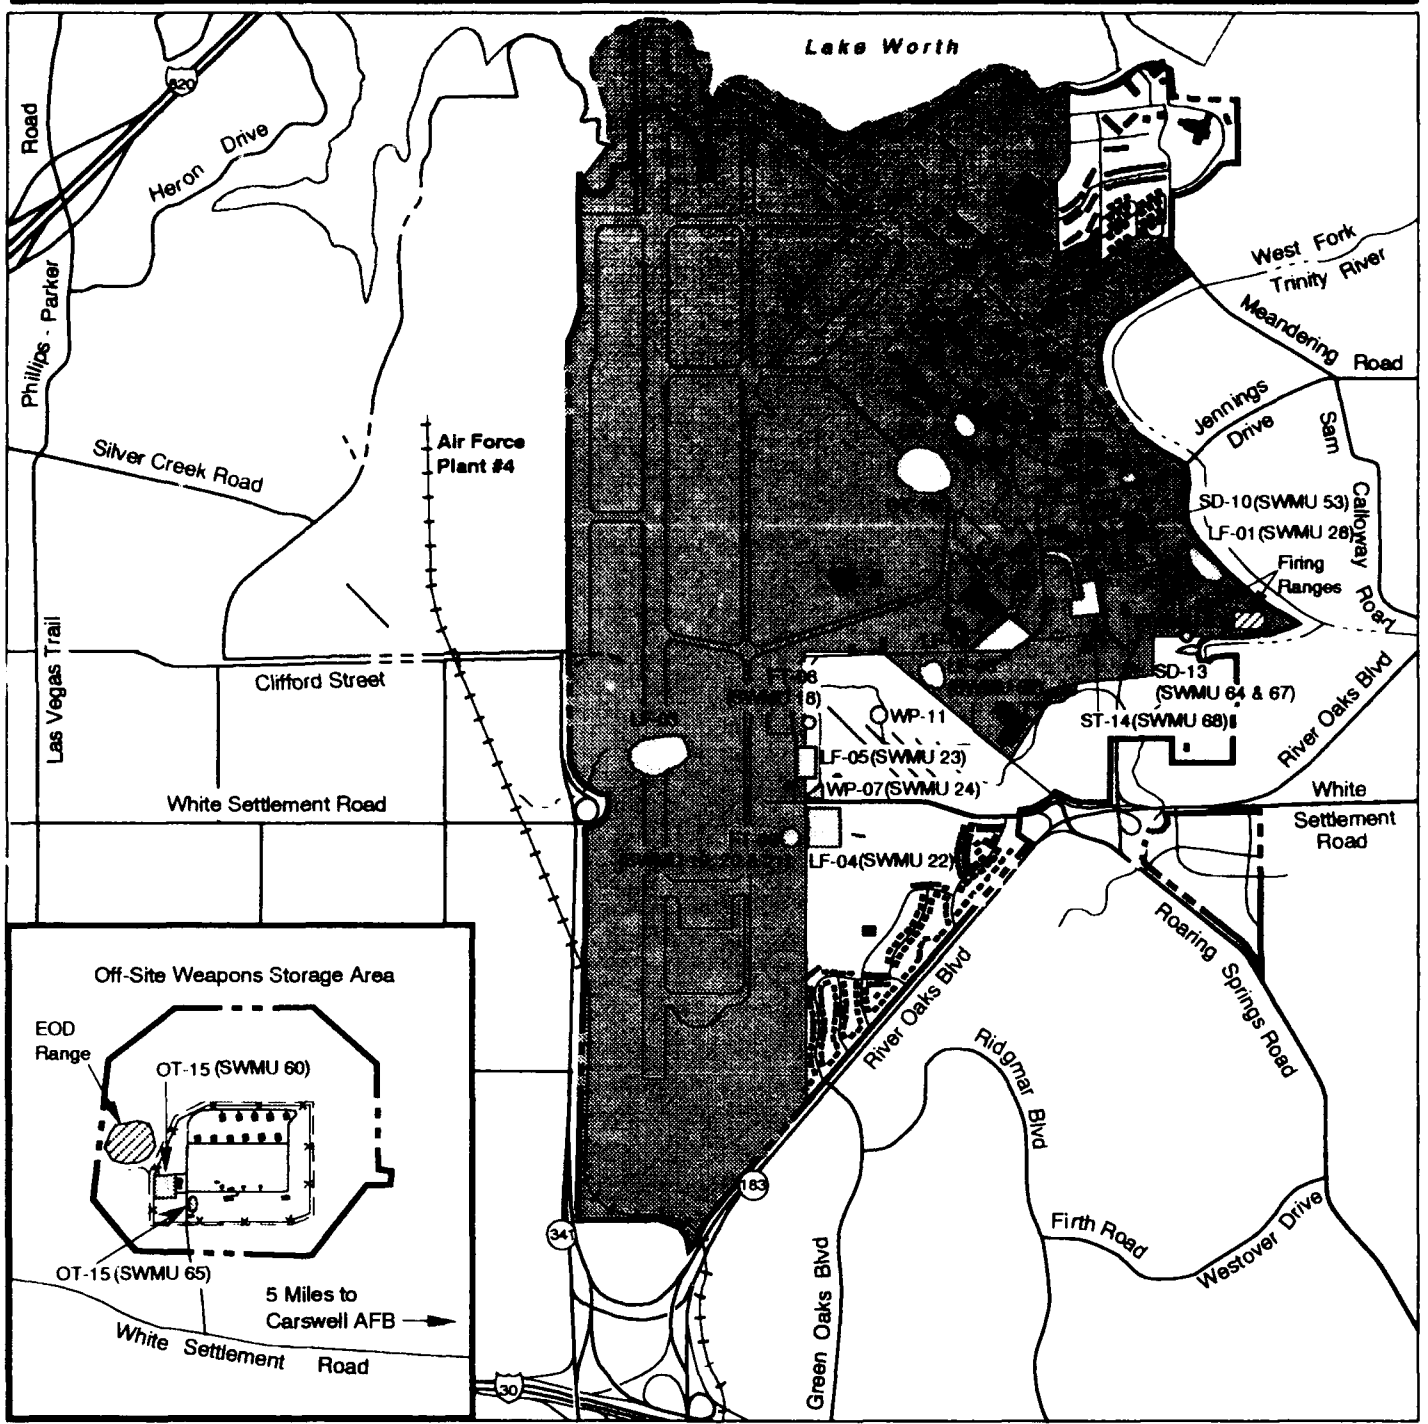 Lake Worth
820
Road
Heron Drive
Phillips - Parker
West Fork
Trinity River
Meandering
Road
Jennings
Drive
Sam
Calloway
Road
Air Force
Plant #4
Silver Creek Road
SD-10 (SWMU 53)
LF-01 (SWMU 28)
Firing
Ranges
Las Vegas Trail
Clifford Street
SD-13
(SWMU 64 & 67)
ST-14 (SWMU 68)
WP-11
LF-05 (SWMU 23)
WP-07 (SWMU 24)
River Oaks Blvd
White Settlement Road
White
Settlement
Road
LF-04 (SWMU 22)
River Oaks Blvd
Roaring Springs Road
Ridgmar Blvd
Off-Site Weapons Storage Area
EOD
Range
OT-15 (SWMU 60)
OT-15 (SWMU 65)
5 Miles to
Carswell AFB
White Settlement Road
183
341
Firth Road
Westover Drive
Green Oaks Blvd
30